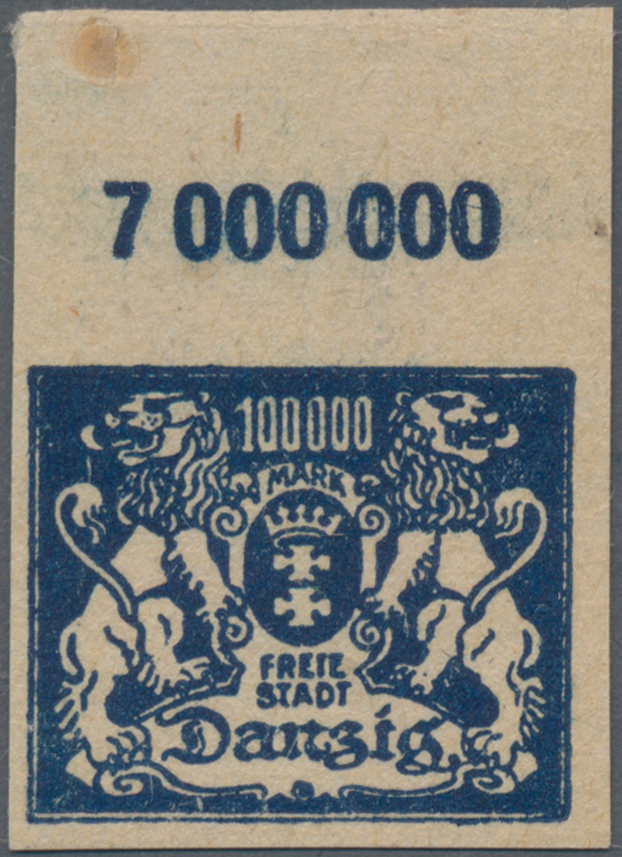 7 000 000
100000
MARK
FREIE
STADT
Danzig